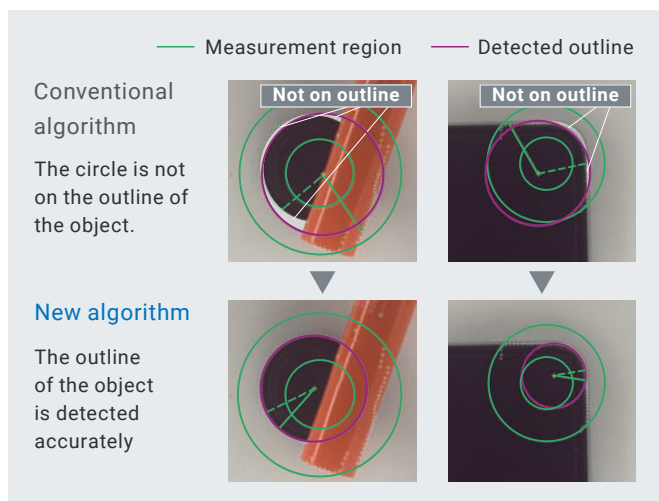 Measurement region
Detected outline
Conventional
algorithm
The circle is not
on the outline of
the object.
Not on outline
Not on outline
New algorithm
The outline
of the object
is detected
accurately